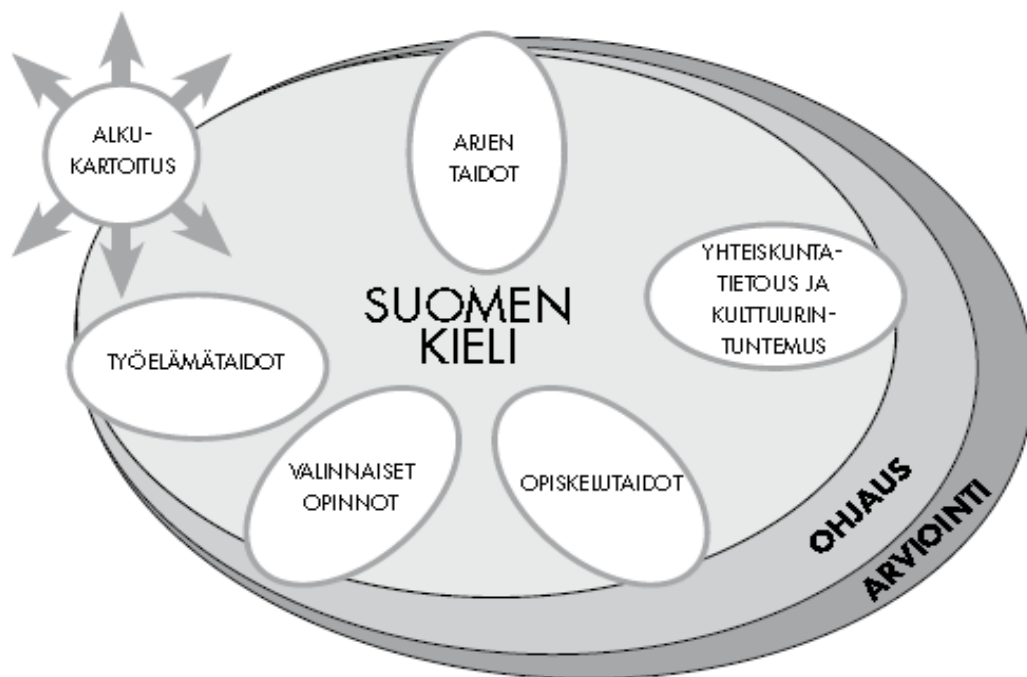 ALKU-
KARTOITUS
ARJEN
TAIDOT
YHTEISKUNTA-
TIETOUS JA
KULTTUURIN-
TUNTEMUS
SUOMEN
KIELI
TYÖELÄMÄTAIDOT
VALINNAISET
OPINNOT
OPISKELUTAIDOT
OHJAUS
ARVIOINTI